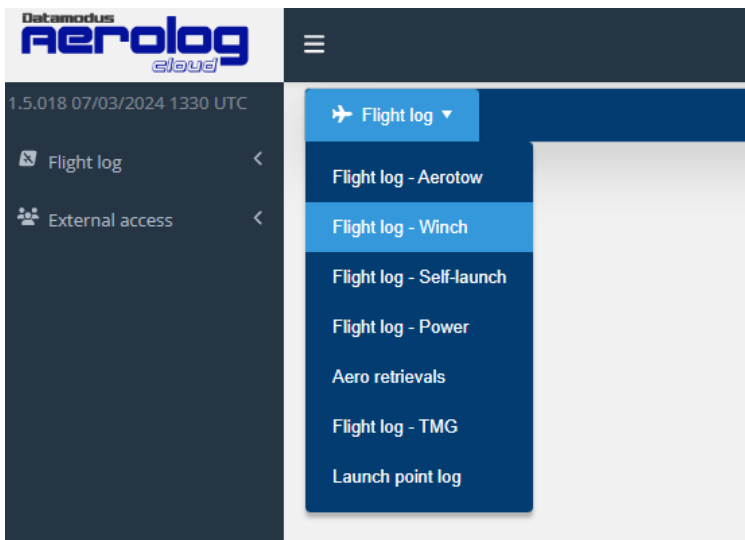 Datamodus
Aerolog
cloud
1.5.018 07/03/2024 1330 UTC
Flight log
External access
Flight log
Flight log - Aerotow
Flight log - Winch
Flight log - Self-launch
Flight log - Power
Aero retrievals
Flight log - TMG
Launch point log